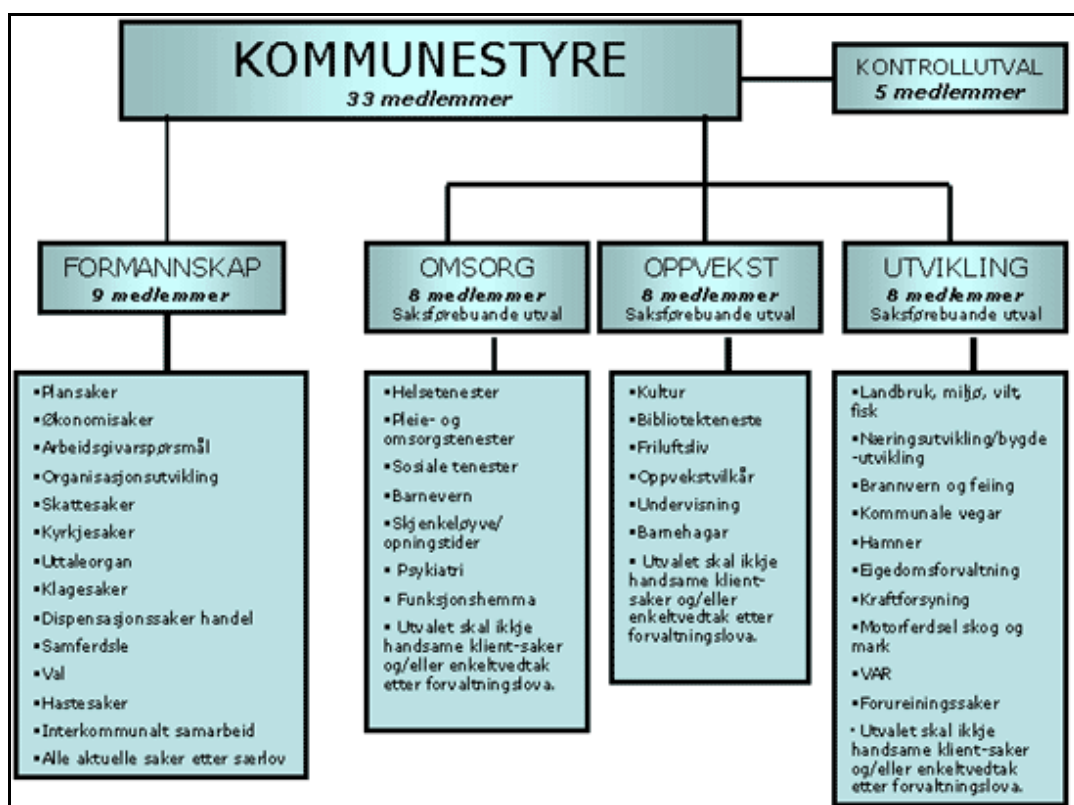 KOMMUNESTYRE
33 medlemmer
KONTROLLUTVAL
5 medlemmer
FORMANNSKAP
9 medlemmer
OMSORG
8 medlemmer
Saksførebuande utval
OPPVEKST
8 medlemmer
Saksførebuande utval
UTVIKLING
8 medlemmer
Saksførebuande utval
▪Plansaker
▪Økonomisaker
▪Arbeidsgivarspørsmål
▪Organisasjonsutvikling
▪Skattesaker
▪Kyrkjesaker
▪Uttaleorgan
▪Klagesaker
▪Dispensasjonssaker handel
▪Samferdsle
▪Val
▪Hastesaker
▪Interkommunalt samarbeid
▪Alle aktuelle saker etter særlov
▪Helsetenester
▪Pleie- og
omsorgstenester
▪Sosiale tenester
▪Barnevern
▪Skjenkeløyve/
opningstider
▪ Psykiatri
▪ Funksjonshemma
▪ Utvalet skal ikkje
handsame klient-saker
og/eller enkeltvedtak
etter forvaltningslova.
▪Kultur
▪Bibliotekteneste
▪Friluftsliv
▪Oppvekstvilkår
▪Undervisning
▪Barnehagar
▪ Utvalet skal ikkje
handsame klient-
saker og/eller
enkeltvedtak etter
forvaltningslova.
▪Landbruk, miljø, vilt,
fisk
▪Næringsutvikling/bygde
-utvikling
▪Brannvern og feiing
▪Kommunale vegar
▪Hamner
▪Eigedomsforvaltning
▪Kraftforsyning
▪Motorferdsel skog og
mark
▪VAR
▪Forureiningssaker
· Utvalet skal ikkje
handsame klient-saker
og/eller enkeltvedtak
etter forvaltningslova.